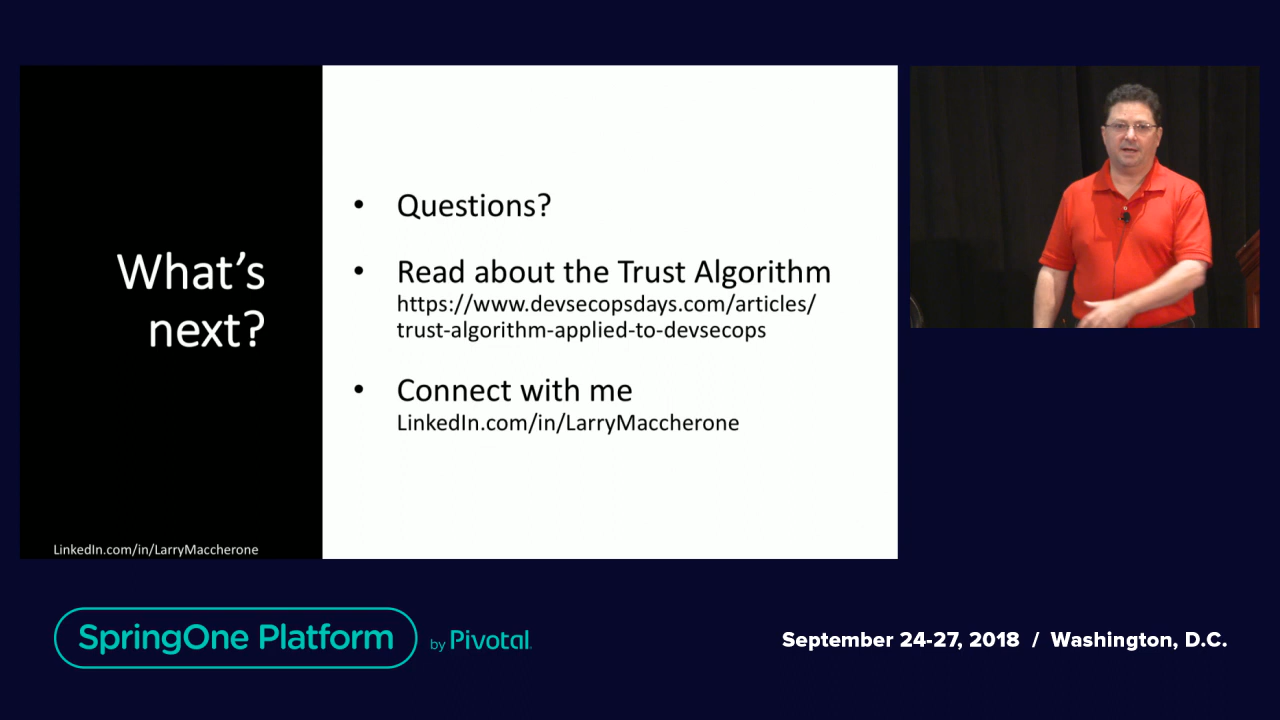 What's
next?
• Questions?
• Read about the Trust Algorithm
https://www.devsecopsdays.com/articles/
trust-algorithm-applied-to-devsecops
• Connect with me
LinkedIn.com/in/LarryMaccherone
LinkedIn.com/in/LarryMaccherone
SpringOne Platform by Pivotal.
September 24-27, 2018 / Washington, D.C.